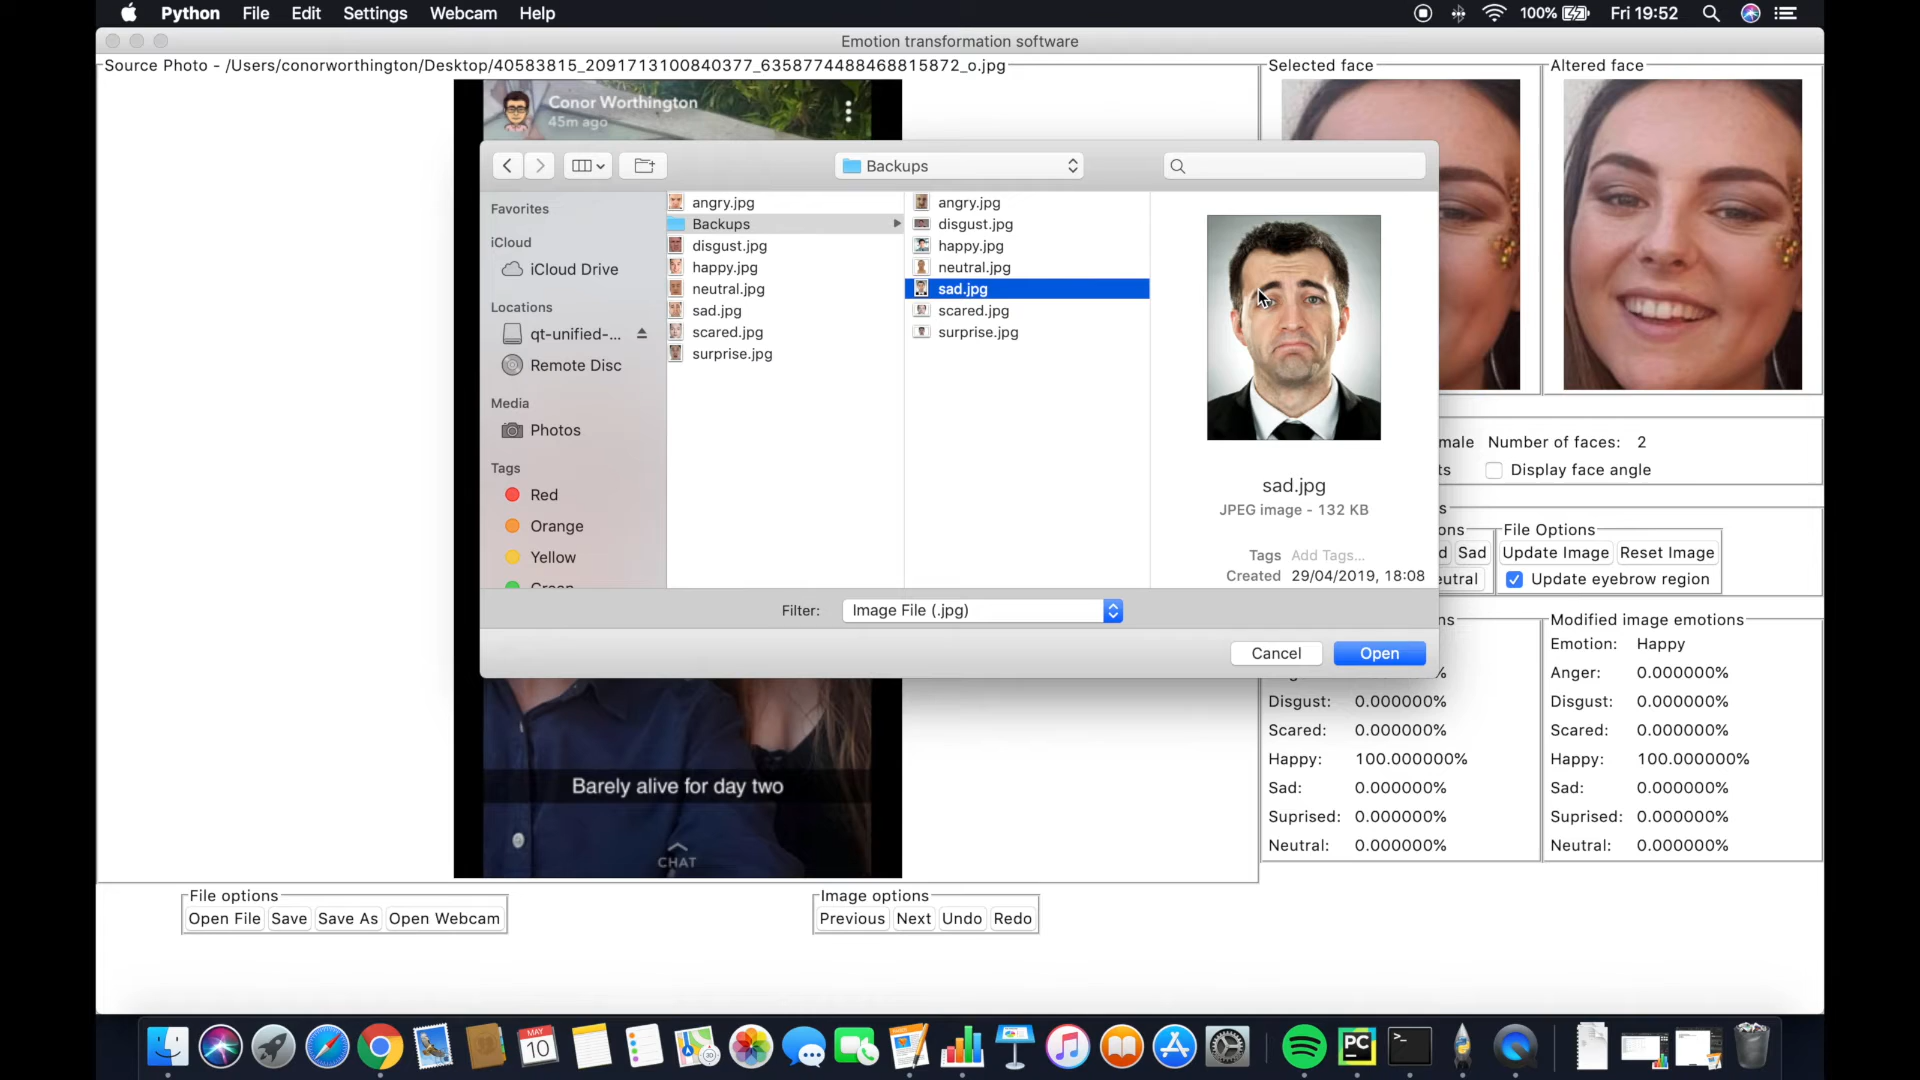 Python File Edit Settings Webcam Help 100% Fri 19:52
Emotion transformation software
Source Photo - /Users/conorworthington/Desktop/40583815_2091713100840377_6358774488468815872_o.jpg
Selected face
Altered face
Conor Worthington
45m ago
Backups
Favorites
iCloud
iCloud Drive
Locations
qt-unified-...
Remote Disc
Media
Photos
Tags
Red
Orange
Yellow
Green
angry.jpg
Backups
disgust.jpg
happy.jpg
neutral.jpg
sad.jpg
scared.jpg
surprise.jpg
angry.jpg
disgust.jpg
happy.jpg
neutral.jpg
sad.jpg
scared.jpg
surprise.jpg
sad.jpg
JPEG image - 132 KB
Tags Add Tags...
Created 29/04/2019, 18:08
Filter: Image File (.jpg)
Cancel Open
male Number of faces: 2
ts Display face angle
s
ons
d Sad
eutral
File Options
Update Image Reset Image
Update eyebrow region
ns
%
Disgust: 0.000000%
Scared: 0.000000%
Happy: 100.000000%
Sad: 0.000000%
Suprised: 0.000000%
Neutral: 0.000000%
Modified image emotions
Emotion: Happy
Anger: 0.000000%
Disgust: 0.000000%
Scared: 0.000000%
Happy: 100.000000%
Sad: 0.000000%
Suprised: 0.000000%
Neutral: 0.000000%
Barely alive for day two
CHAT
File options
Open File Save Save As Open Webcam
Image options
Previous Next Undo Redo
MAY
10
PC